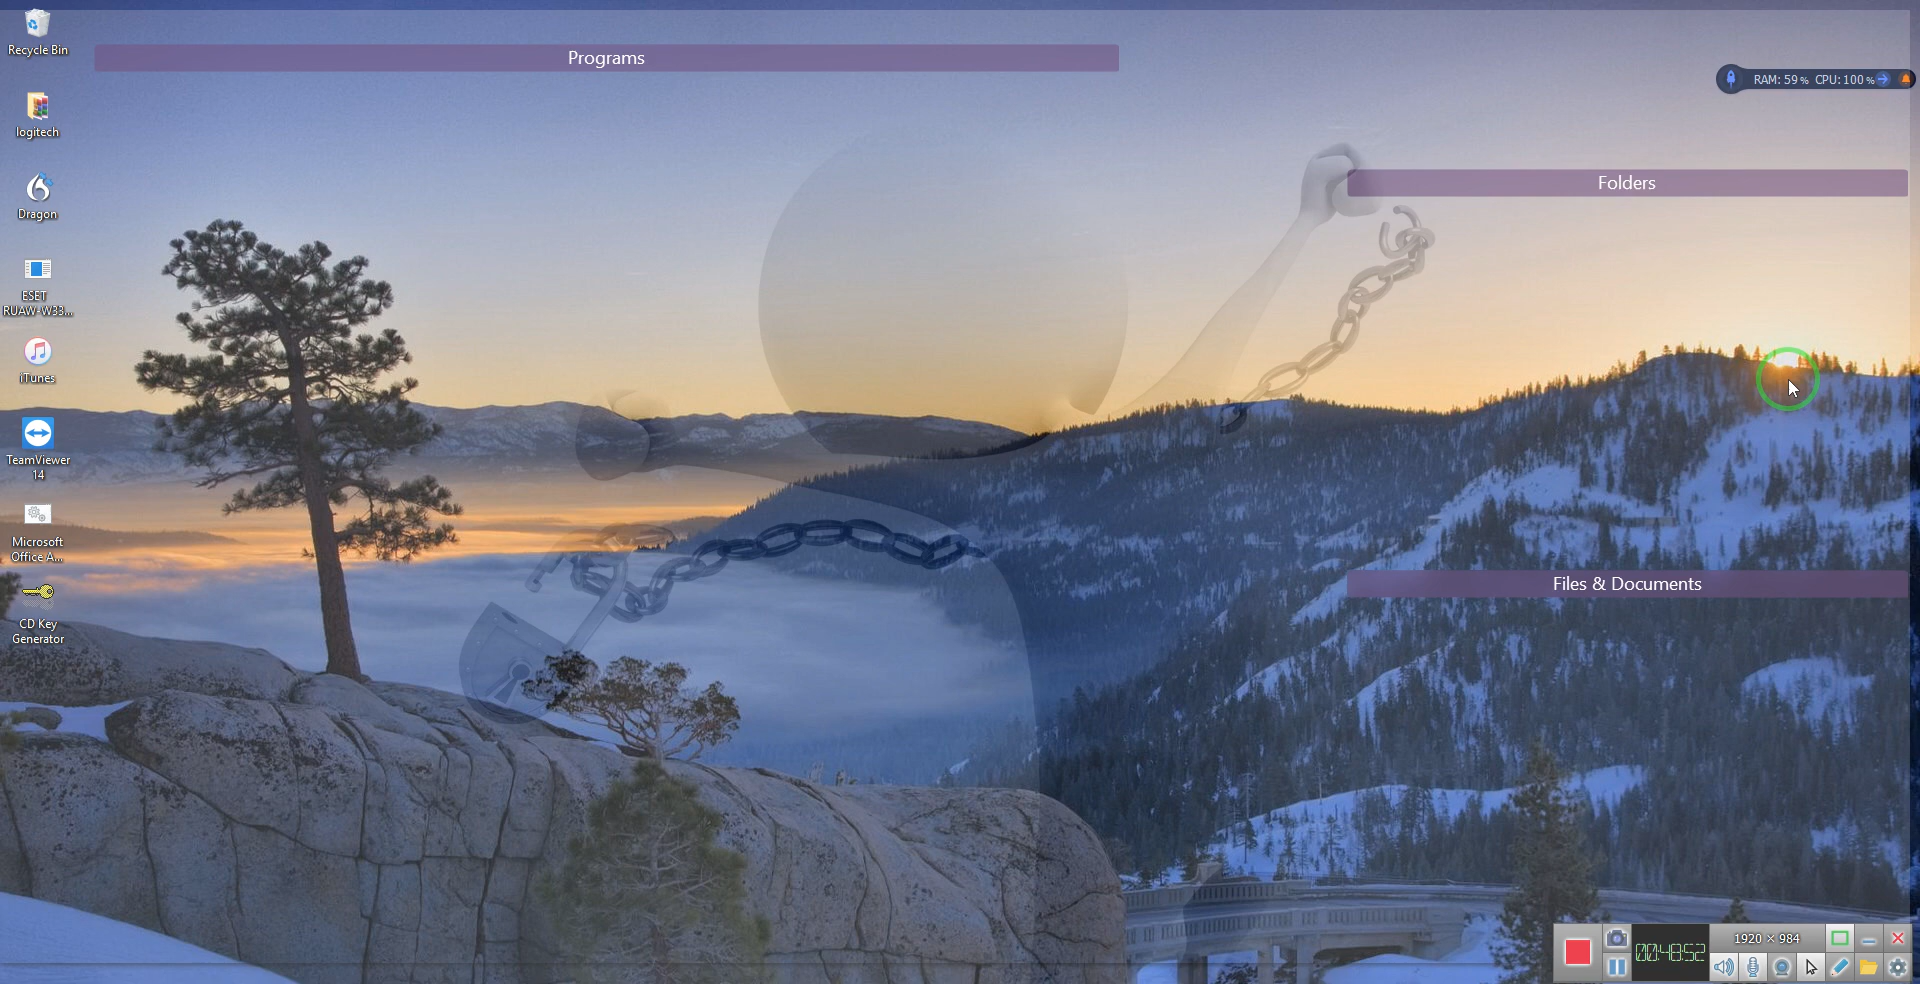 Recycle Bin
logitech
Dragon
ESET
RUAW-W33...
iTunes
TeamViewer
14
Microsoft
Office A...
CD Key
Generator
Programs
RAM: 59% CPU:100%
Folders
Files & Documents
1920 × 984
00:48:52